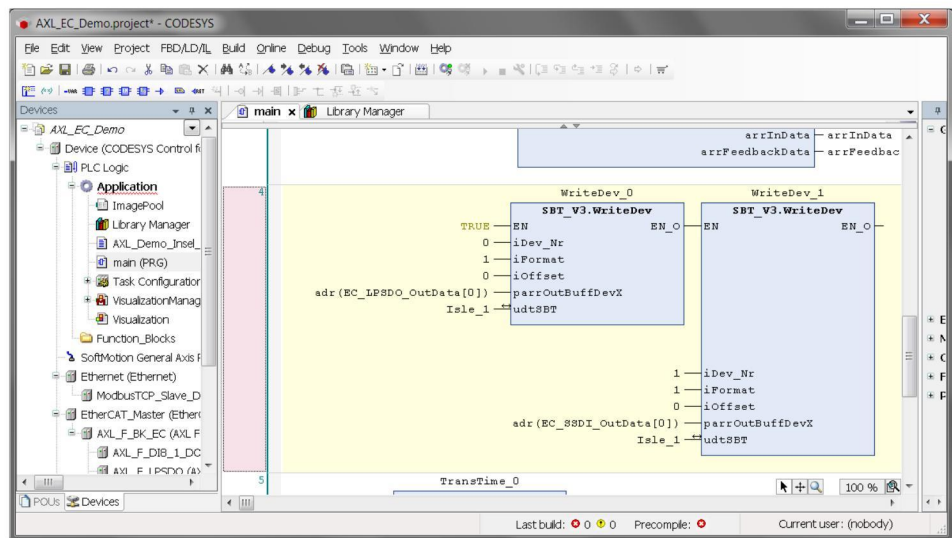 AXL_EC_Demo.project* - CODESYS
File Edit View Project FBD/LD/IL Build Online Debug Tools Window Help
Devices
main
Library Manager
AXL_EC_Demo
Device (CODESYS Control f
PLC Logic
Application
ImagePool
Library Manager
AXL_Demo_Insel_
main (PRG)
Task Configuration
VisualizationManag
Visualization
Function_Blocks
SoftMotion General Axis P
Ethernet (Ethernet)
ModbusTCP_Slave_D
EtherCAT_Master (Ether
AXL_F_BK_EC (AXL F
AXL_F_DI8_1_DO
AXL_F_LPSDO (A
POUs
Devices
arrInData arrInData
arrFeedbackData arrFeedbac
4
WriteDev_0 WriteDev_1
SBT_V3.WriteDev SBT_V3.WriteDev
TRUE EN EN_O EN EN_O
0 iDev_Nr
1 iFormat
0 iOffset
adr(EC_LPSDO_OutData[0]) parrOutBuffDevX
Isle_1 udtSBT
1 iDev_Nr
1 iFormat
0 iOffset
adr(EC_SSDI_OutData[0]) parrOutBuffDevX
Isle_1 udtSBT
5
TransTime_0
100 %
Last build: 0 0 Precompile: Current user: (nobody)